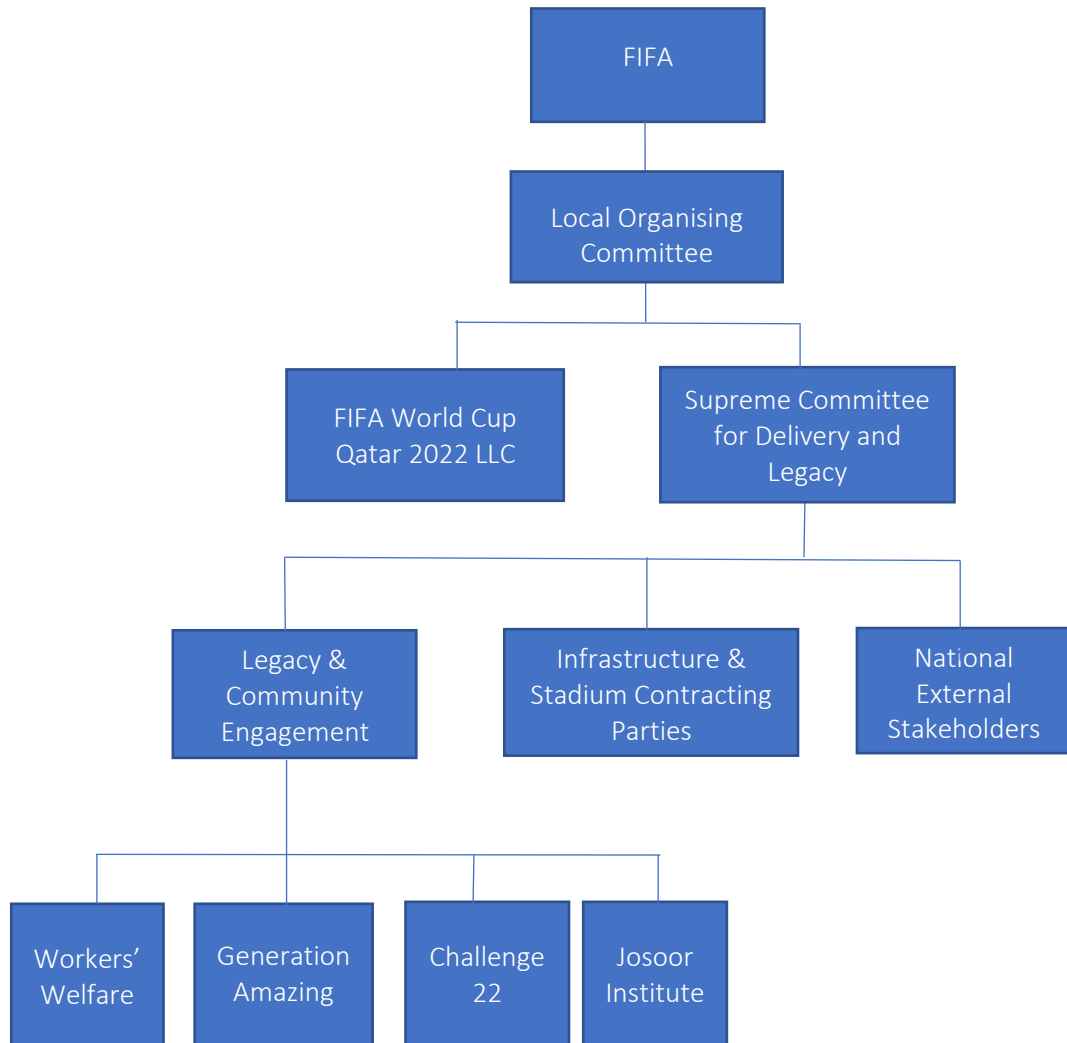 FIFA
Local Organising
Committee
FIFA World Cup
Qatar 2022 LLC
Supreme Committee
for Delivery and
Legacy
Legacy &
Community
Engagement
Infrastructure &
Stadium Contracting
Parties
National
External
Stakeholders
Workers’
Welfare
Generation
Amazing
Challenge
22
Josoor
Institute